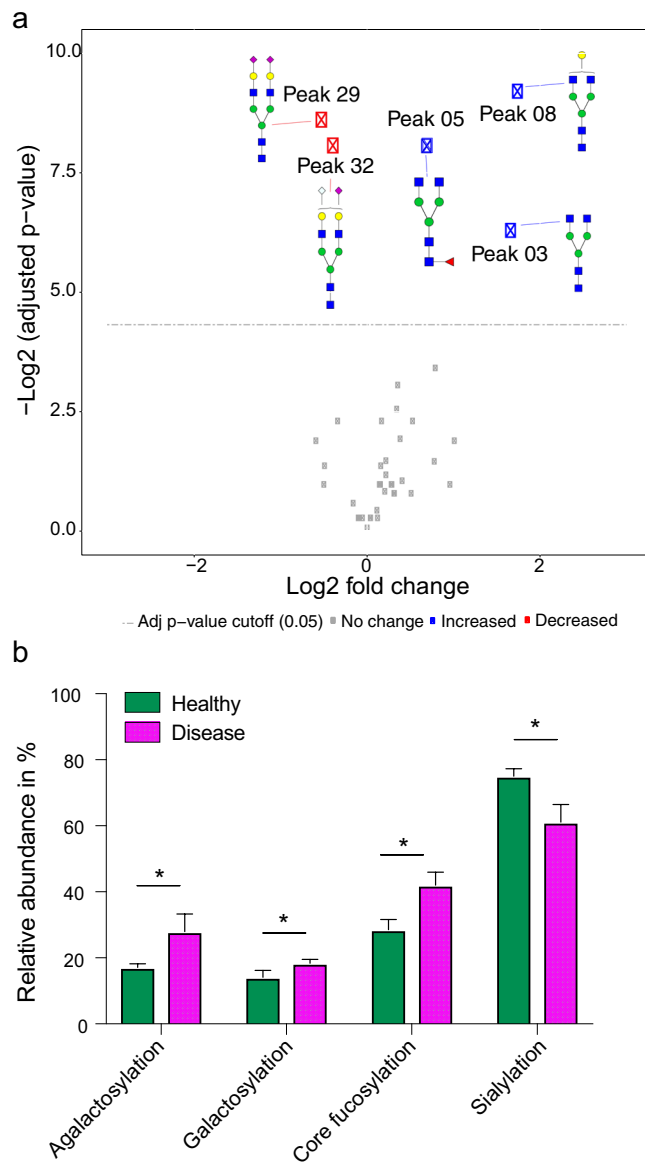 a
−Log2 (adjusted p−value)
10.0
7.5
5.0
2.5
0.0
Peak 29
Peak 05
Peak 08
Peak 32
Peak 03
−2
0
2
Log2 fold change
Adj p−value cutoff (0.05) No change Increased Decreased
b
Relative abundance in %
100
80
60
40
20
0
Healthy
Disease
*
*
*
*
Agalactosylation
Galactosylation
Core fucosylation
Sialylation